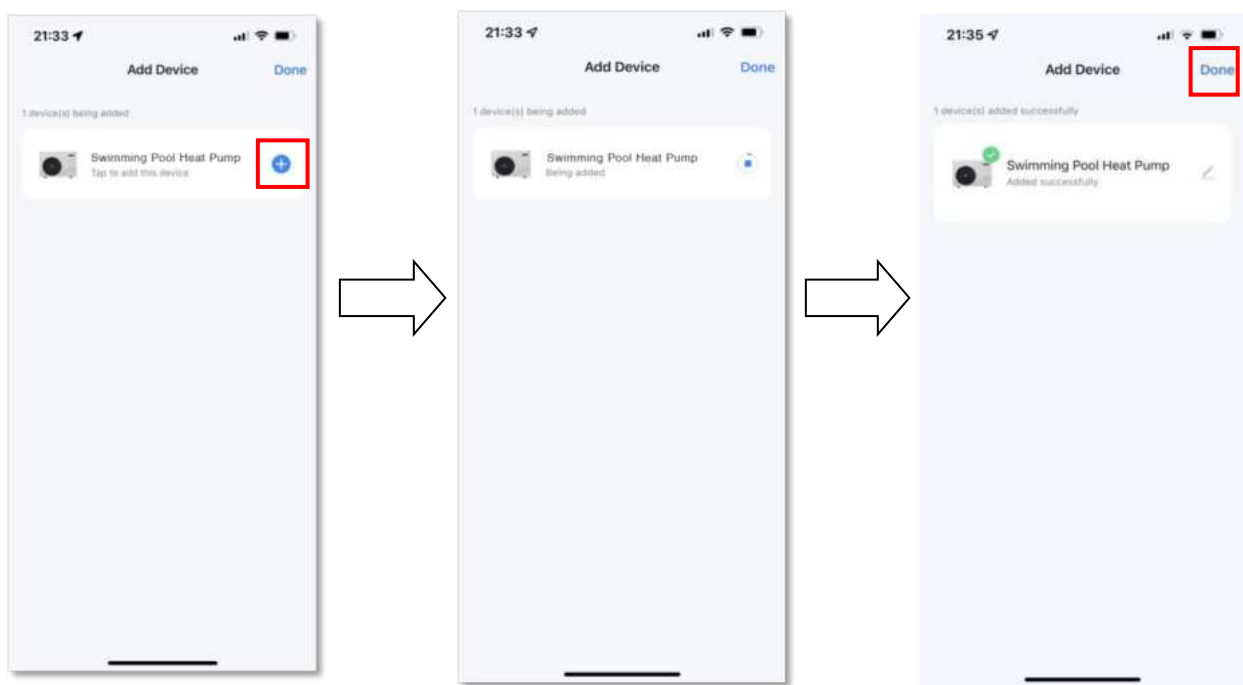 21:33
Add Device
Done
1 device(s) being added
Swimming Pool Heat Pump
Tap to add this device
21:33
Add Device
Done
1 device(s) being added
Swimming Pool Heat Pump
Being added
21:35
Add Device
Done
1 device(s) added successfully
Swimming Pool Heat Pump
Added successfully